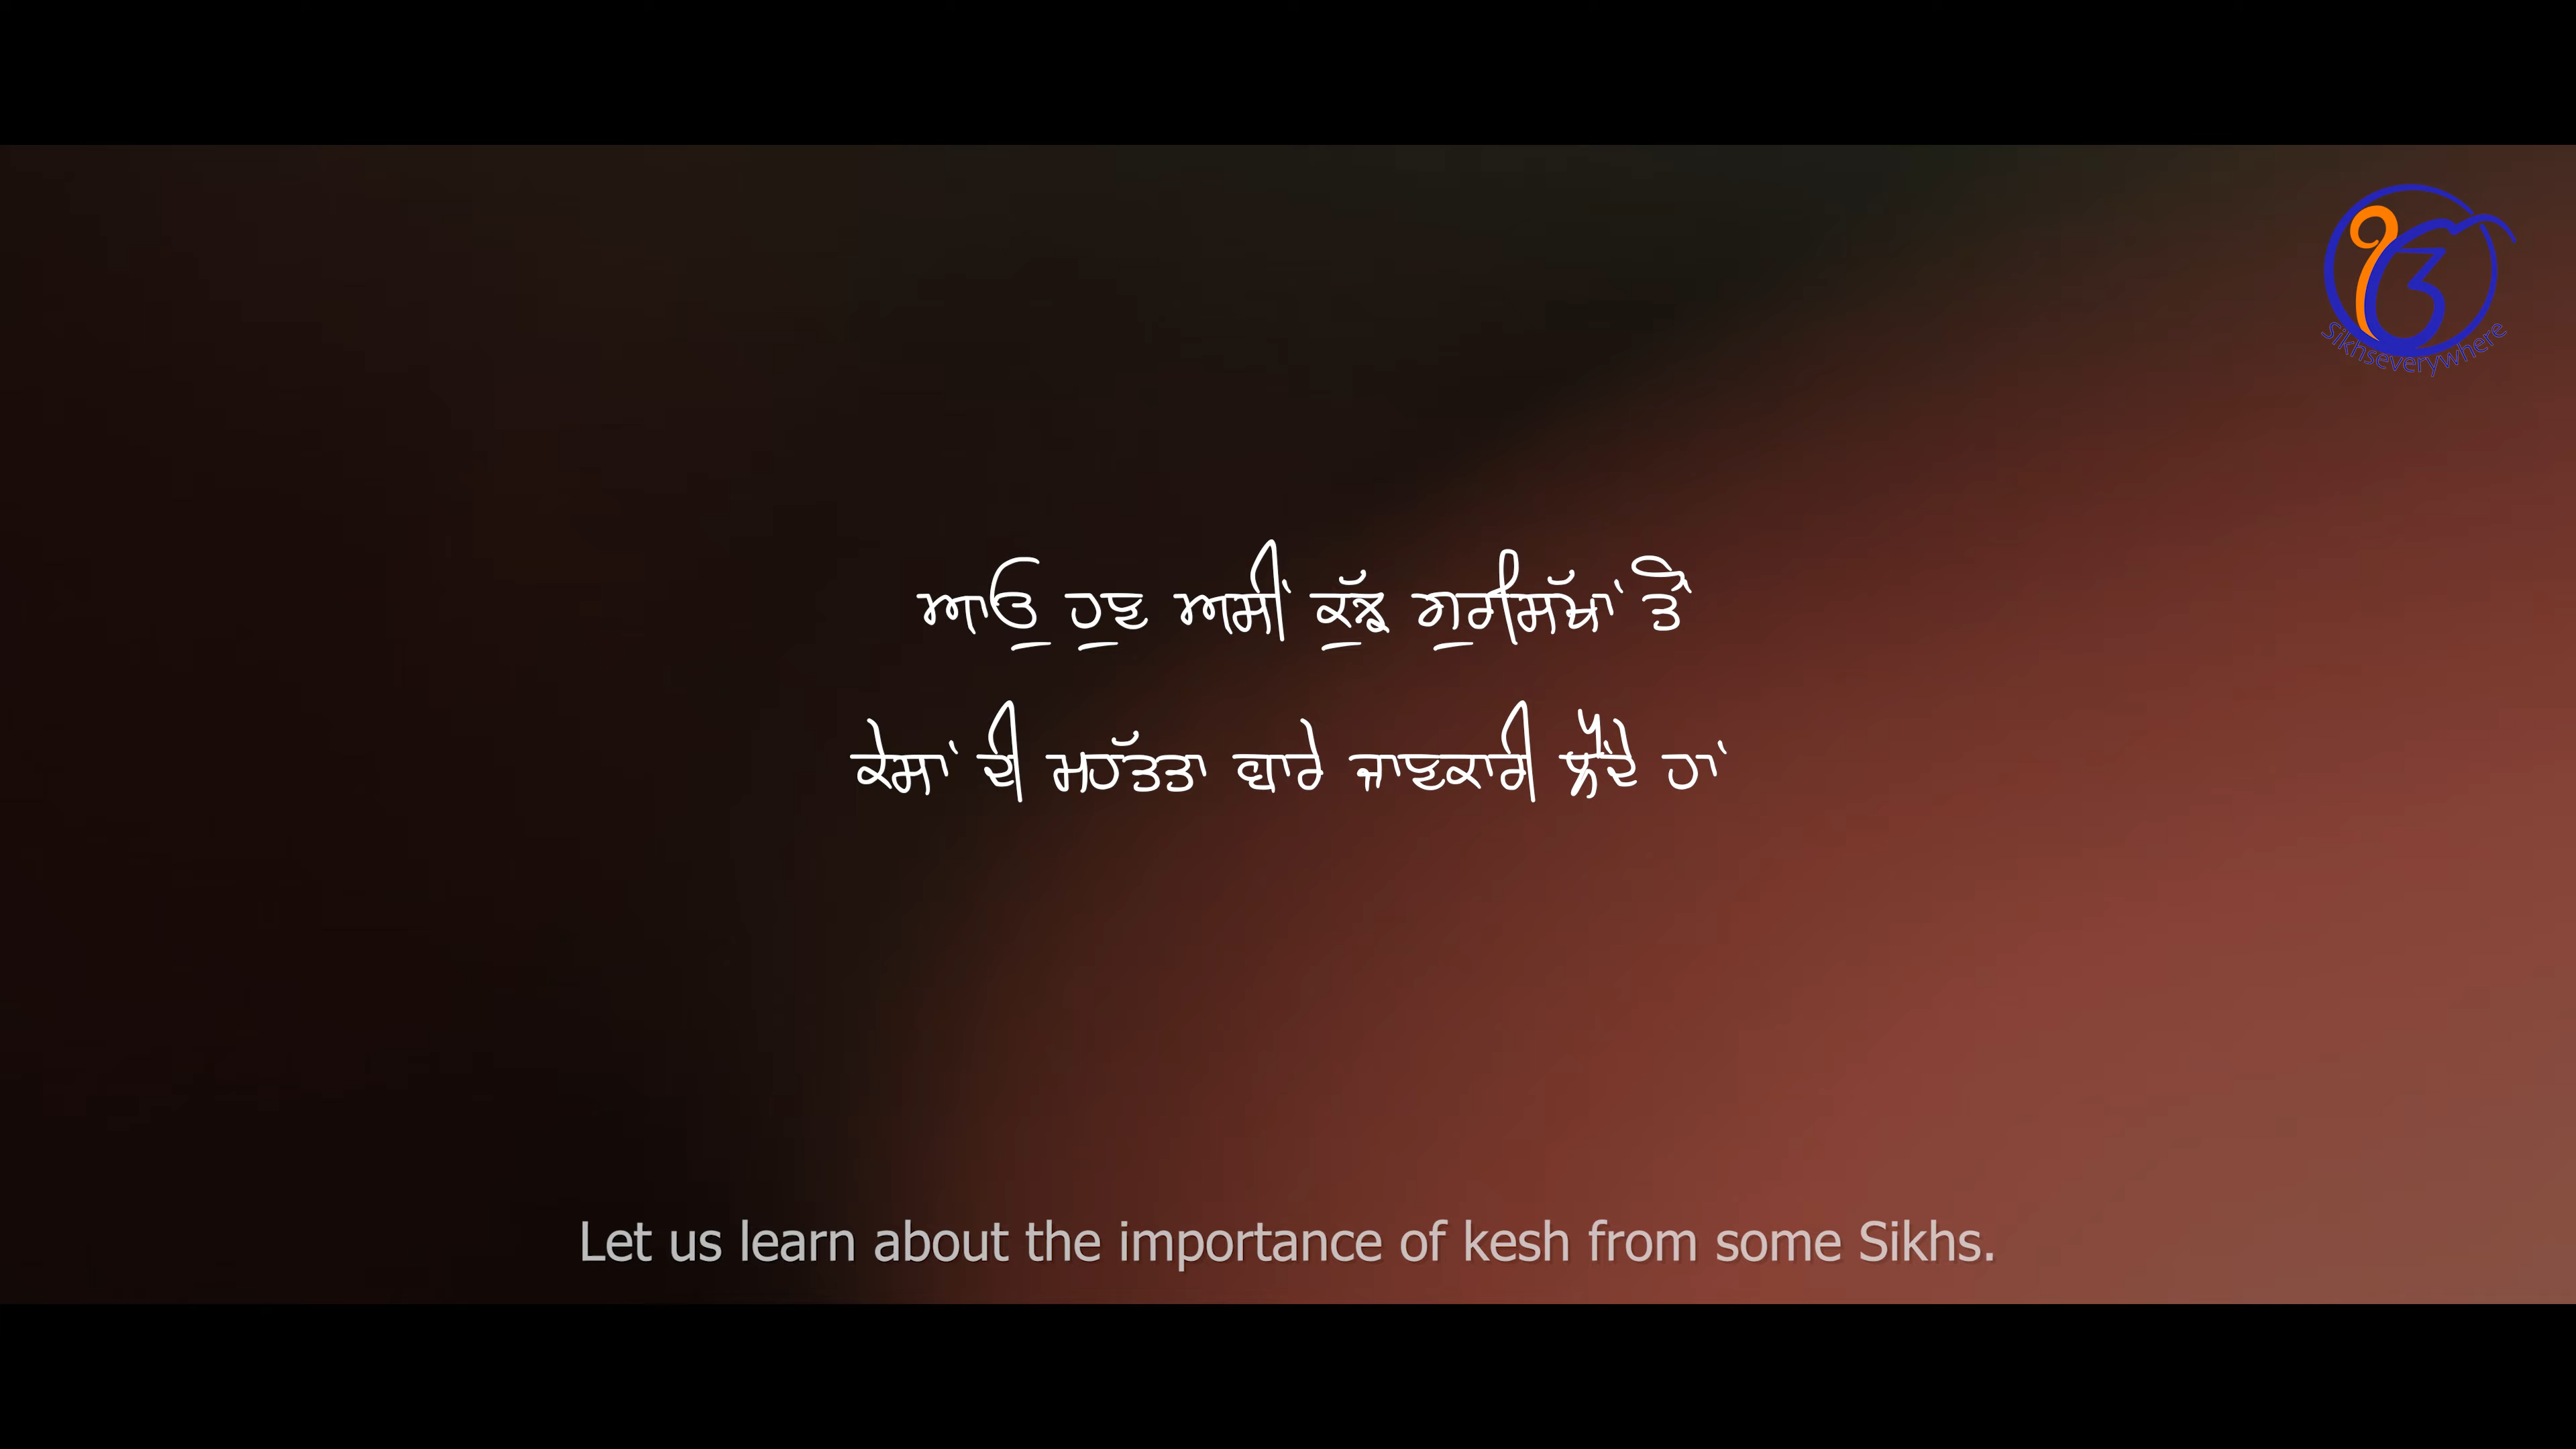 ਆਓੁ ਹੁਣ ਅਸੀਂ ਕੁੱਝ ਗੁਰਸਿੱਖਾਂ ਤੋਂ
ਕੇਸਾਂ ਦੀ ਮਹੱਤਤਾ ਬਾਰੇ ਜਾਣਕਾਰੀ ਲੈਂਦੇ ਹਾਂ
Let us learn about the importance of kesh from some Sikhs.
ੴ
Sikhseverywhere